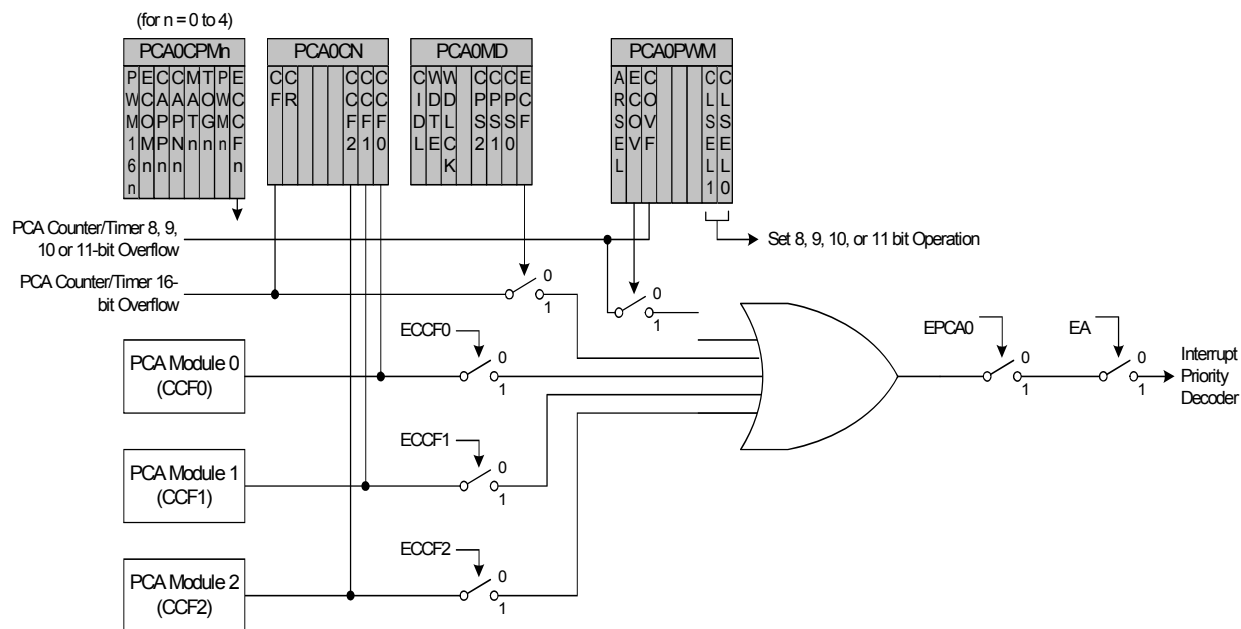 (for n = 0 to 4)
PCA0CPMn
PWM16n
ECOMn
CAPPn
CAPNn
MATn
TOGn
PWMn
ECCFn
PCA0CN
CF
CR
CCF2
CCF1
CCF0
PCA0MD
CIDL
WDTE
WDLCK
CPS2
CPS1
CPS0
ECF
PCA0PWM
ARSEL
ECOV
COVF
CLSEL1
CLSEL0
PCA Counter/Timer 8, 9,
10 or 11-bit Overflow
Set 8, 9, 10, or 11 bit Operation
PCA Counter/Timer 16-
bit Overflow
0
1
0
1
PCA Module 0
(CCF0)
ECCF0
0
1
EPCA0
0
1
EA
0
1
Interrupt
Priority
Decoder
PCA Module 1
(CCF1)
ECCF1
0
1
PCA Module 2
(CCF2)
ECCF2
0
1